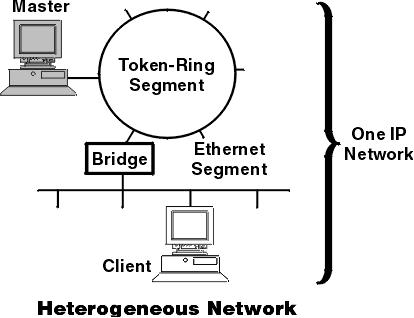 Master
Token-Ring
Segment
Bridge
Ethernet
Segment
One IP
Network
Client
Heterogeneous Network